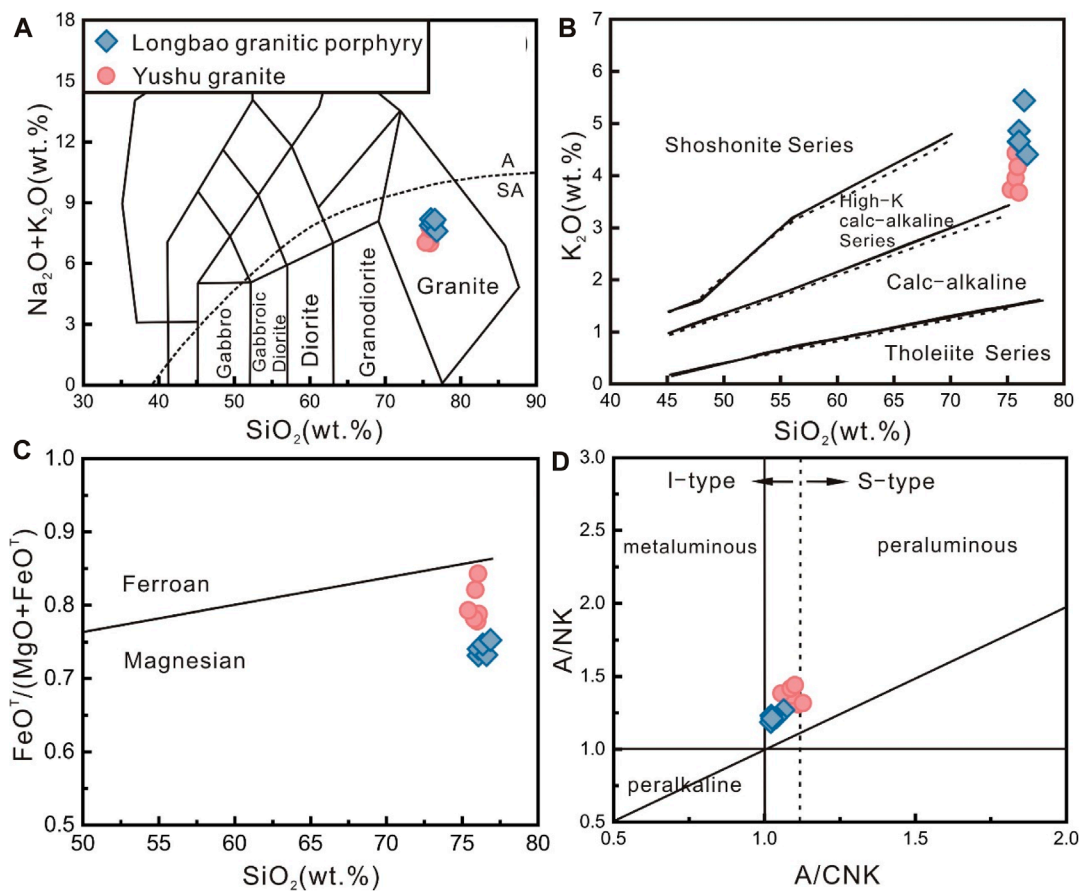 A
18
15
12
9
6
3
0
Na₂O+K₂O(wt.%)
Longbao granitic porphyry
Yushu granite
)
A
SA
Gabbro
Gabbroic
Diorite
Diorite
Granodiorite
Granite
30 40 50 60 70 80 90
SiO₂(wt.%)
B
7
6
5
4
3
2
1
0
K₂O(wt.%)
Shoshonite Series
High-K
calc-alkaline
Series
Calc-alkaline
Tholeiite Series
40 45 50 55 60 65 70 75 80
SiO₂(wt.%)
C
1.0
0.9
0.8
0.7
0.6
0.5
FeOᵀ/(MgO+FeOᵀ)
Ferroan
Magnesian
50 55 60 65 70 75 80
SiO₂(wt.%)
D
3.0
2.5
2.0
1.5
1.0
0.5
A/NK
I-type S-type
metaluminous peraluminous
peralkaline
0.5 1.0 1.5 2.0
A/CNK